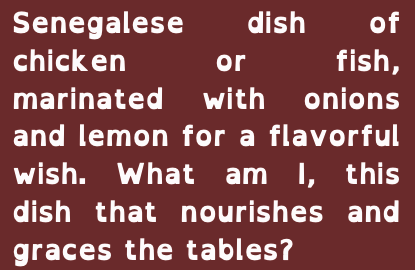 Senegalese dish of
chicken or fish,
marinated with onions
and lemon for a flavorful
wish. What am I, this
dish that nourishes and
graces the tables?